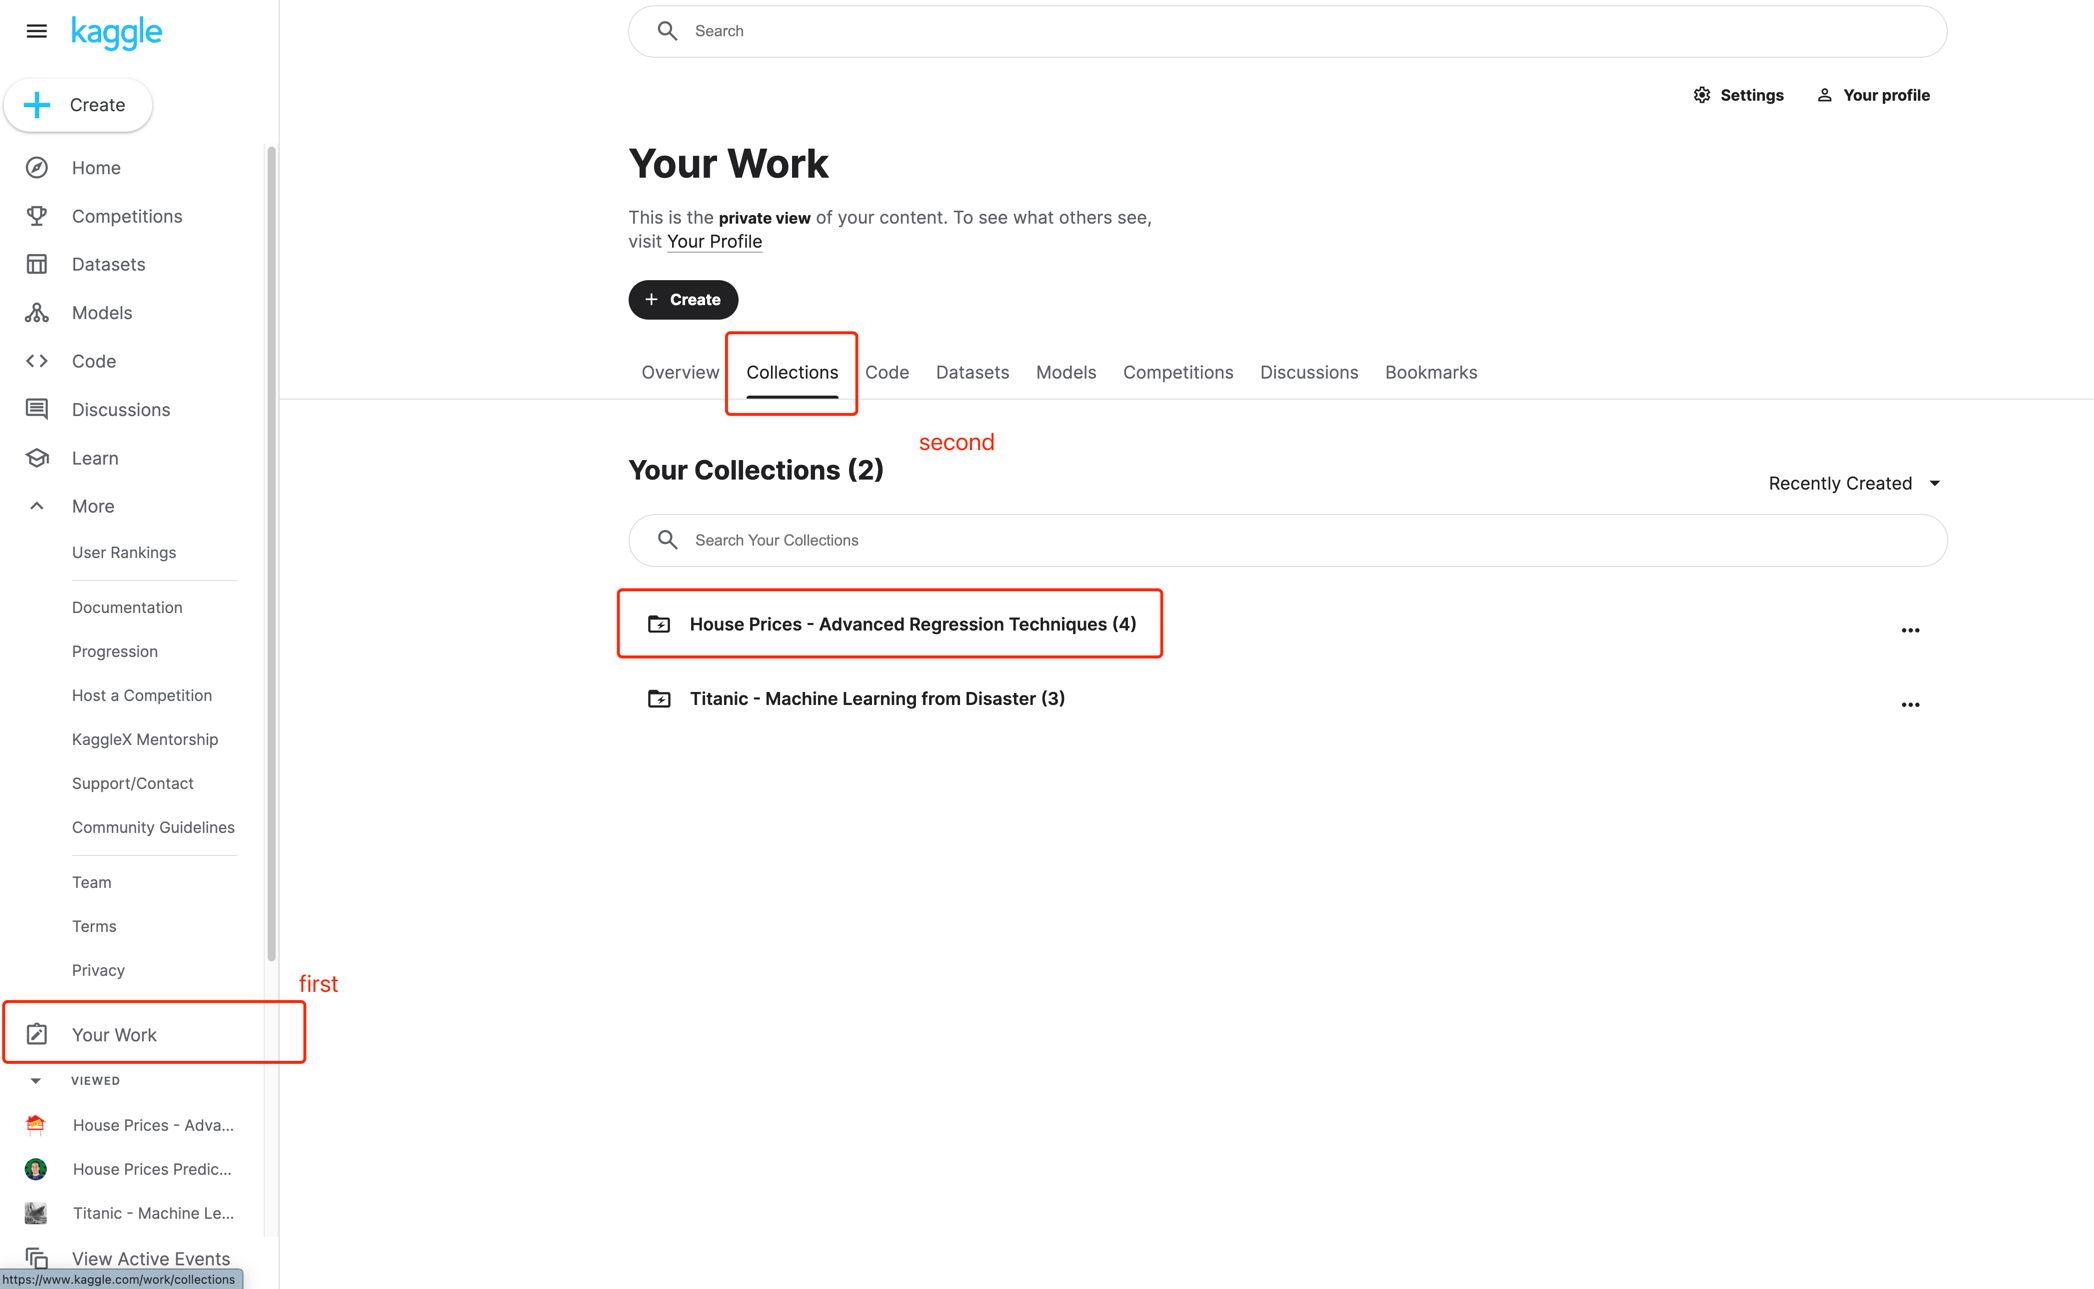 kaggle
Search
Create
Settings
Your profile
Home
Competitions
Datasets
Models
Code
Discussions
Learn
More
User Rankings
Documentation
Progression
Host a Competition
KaggleX Mentorship
Support/Contact
Community Guidelines
Team
Terms
Privacy
first
Your Work
VIEWED
House Prices - Adva...
House Prices Predic...
Titanic - Machine Le...
View Active Events
https://www.kaggle.com/work/collections
Your Work
This is the private view of your content. To see what others see,
visit Your Profile
+ Create
Overview Collections Code Datasets Models Competitions Discussions Bookmarks
second
Your Collections (2)
Recently Created
Search Your Collections
House Prices - Advanced Regression Techniques (4)
Titanic - Machine Learning from Disaster (3)